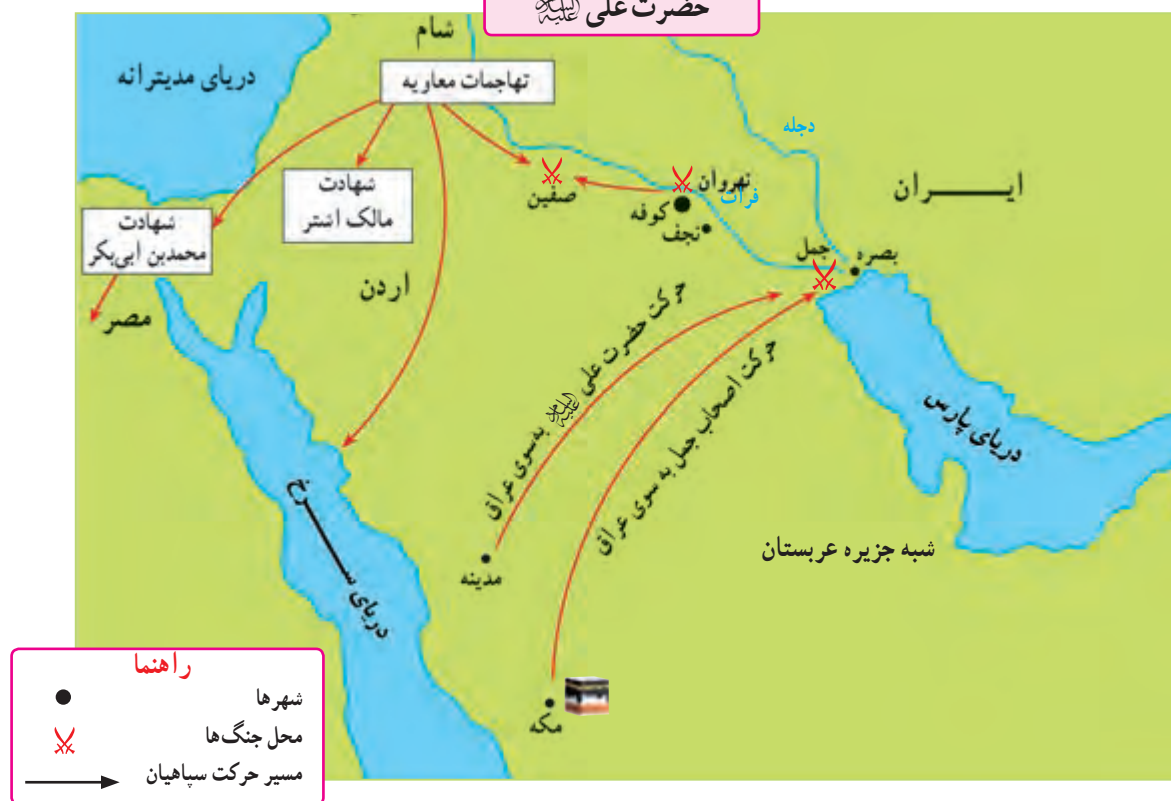 حضرت علی علیه‌السلام
شام
دریای مدیترانه
تهاجمات معاویه
دجله
ایــــران
شهادت
مالک اشتر
صفین
نهروان
فرات
کوفه
نجف
شهادت
محمدبن ابی‌بکر
جمل
بصره
اردن
مصر
حرکت حضرت علی علیه‌السلام به‌سوی عراق
حرکت اصحاب جمل به سوی عراق
دریای پارس
شبه جزیره عربستان
مدینه
دریای ســـرخ
مکه
راهنما
شهرها
محل جنگ‌ها
مسیر حرکت سپاهیان